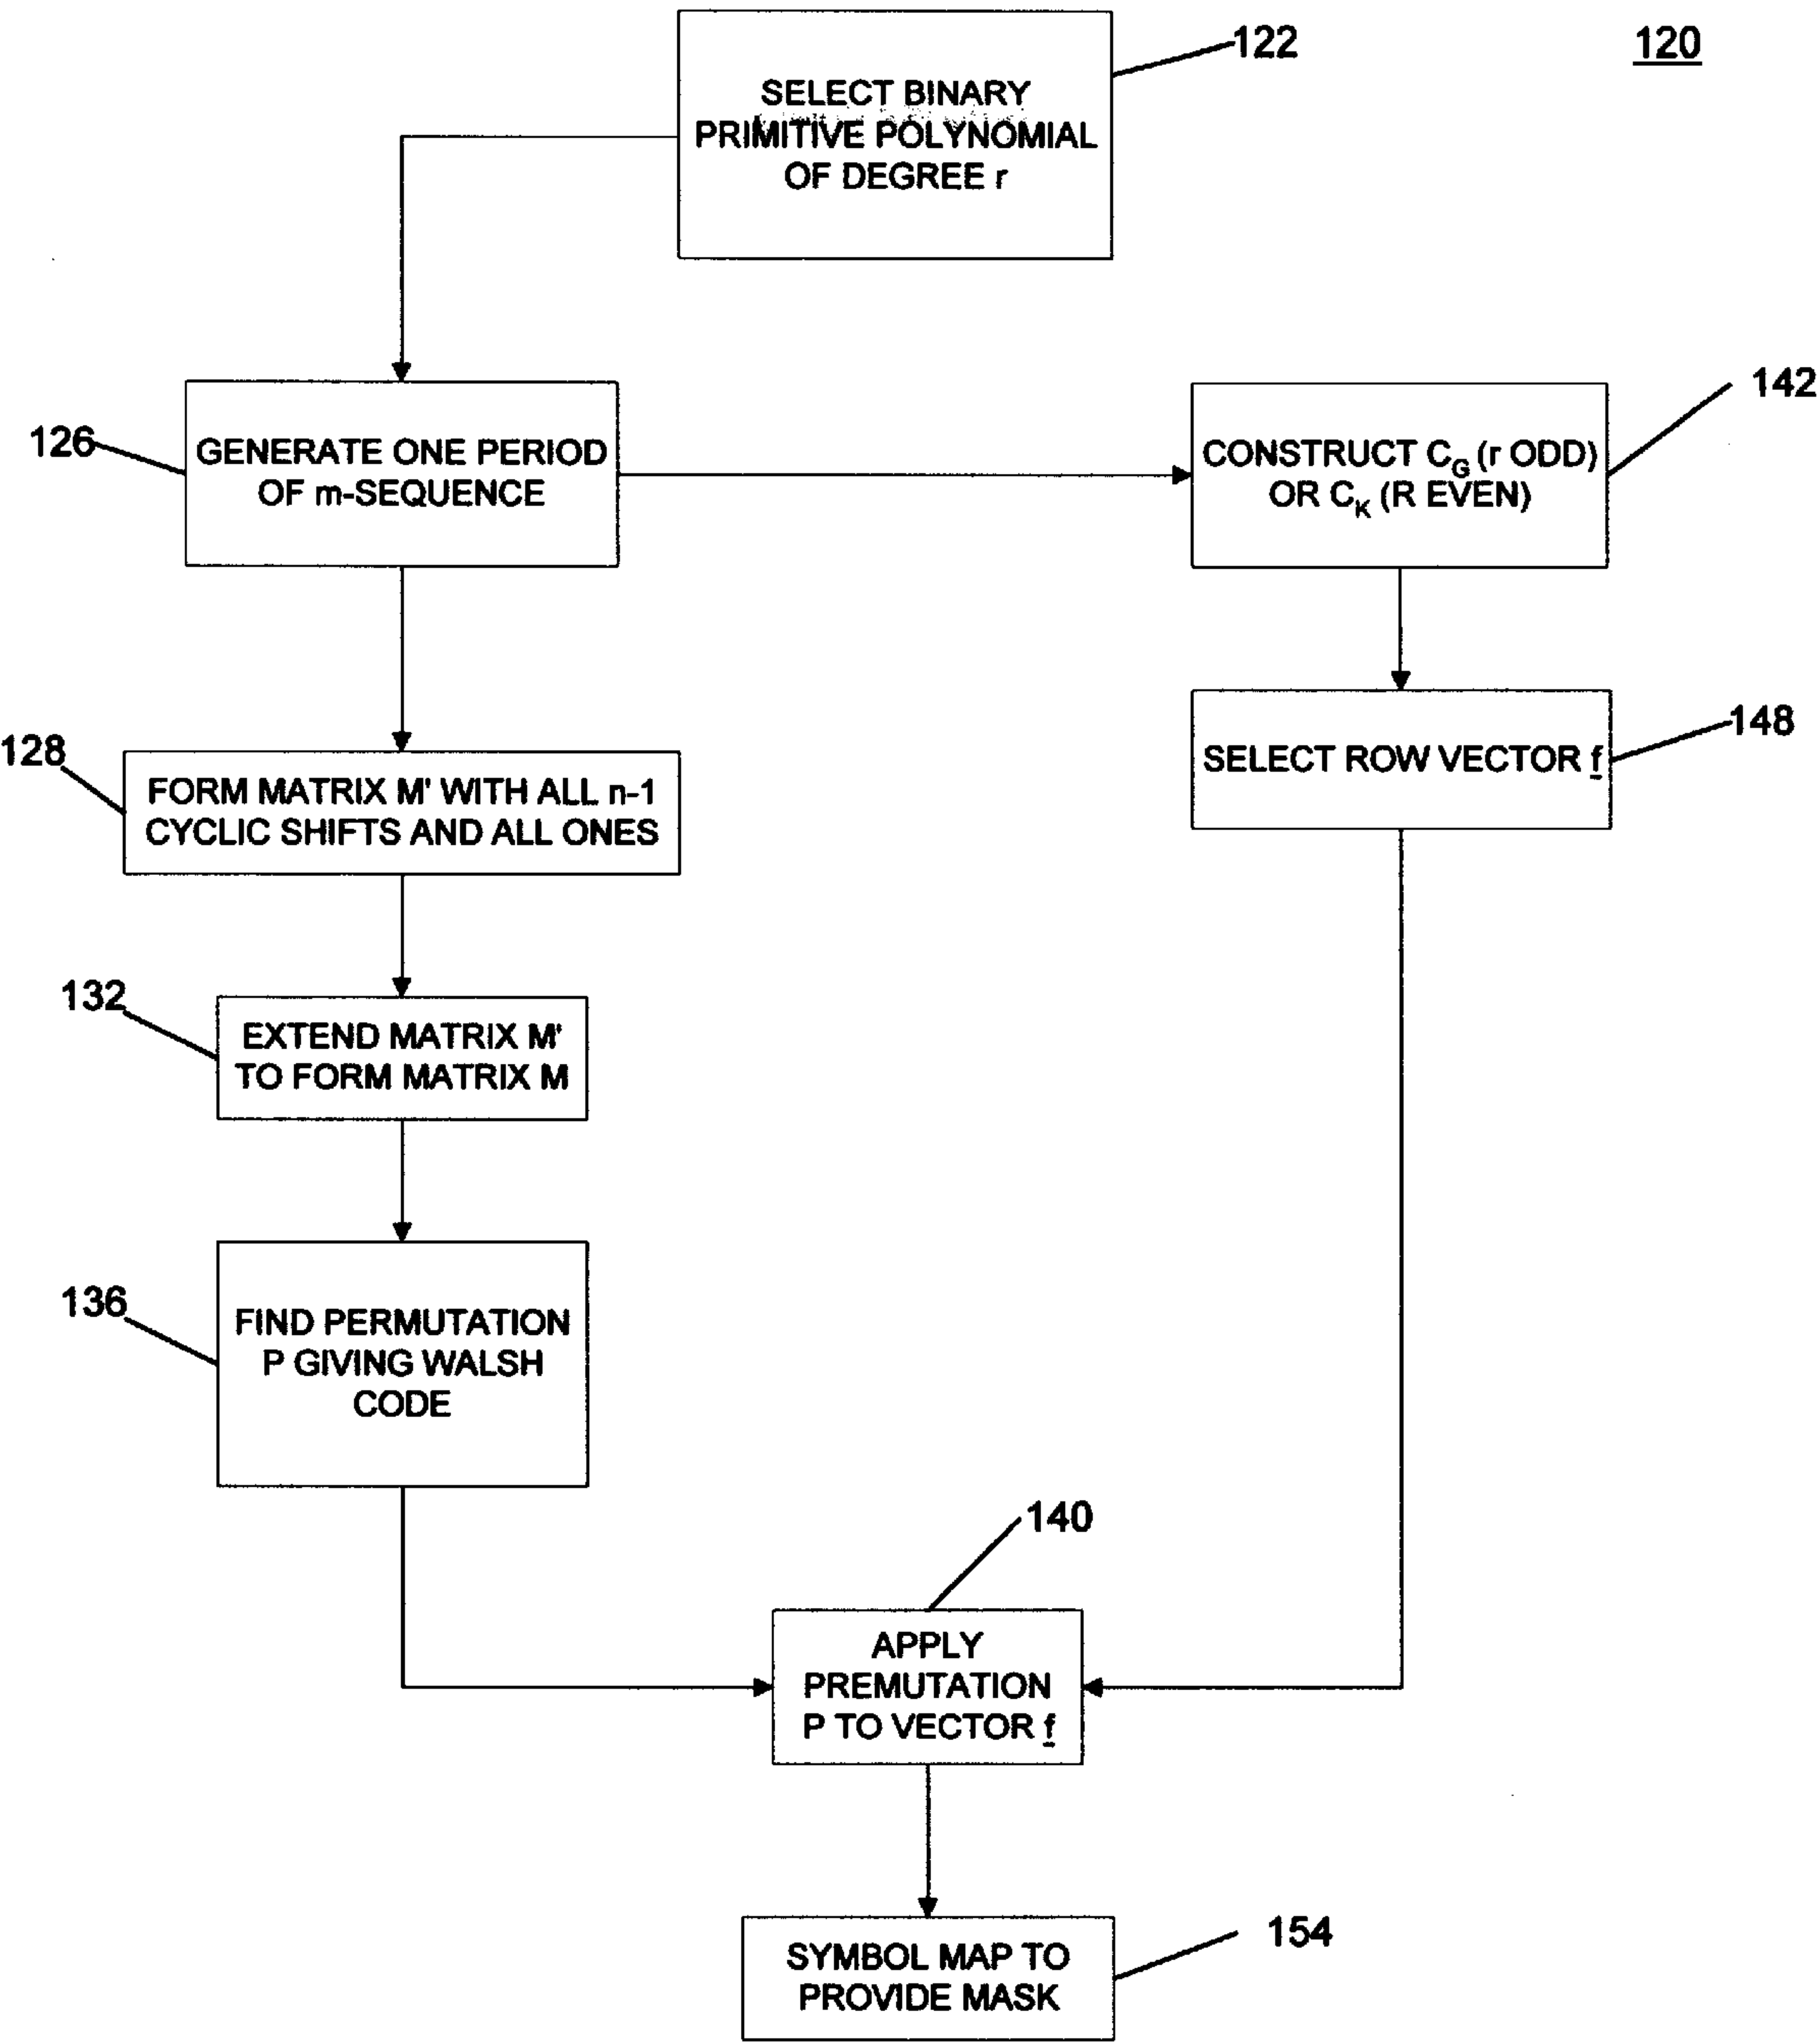 122
120
SELECT BINARY
PRIMITIVE POLYNOMIAL
OF DEGREE r
126
GENERATE ONE PERIOD
OF m-SEQUENCE
142
CONSTRUCT C_G (r ODD)
OR C_K (R EVEN)
148
SELECT ROW VECTOR f
128
FORM MATRIX M' WITH ALL n-1
CYCLIC SHIFTS AND ALL ONES
132
EXTEND MATRIX M'
TO FORM MATRIX M
136
FIND PERMUTATION
P GIVING WALSH
CODE
140
APPLY
PREMUTATION
P TO VECTOR f
154
SYMBOL MAP TO
PROVIDE MASK